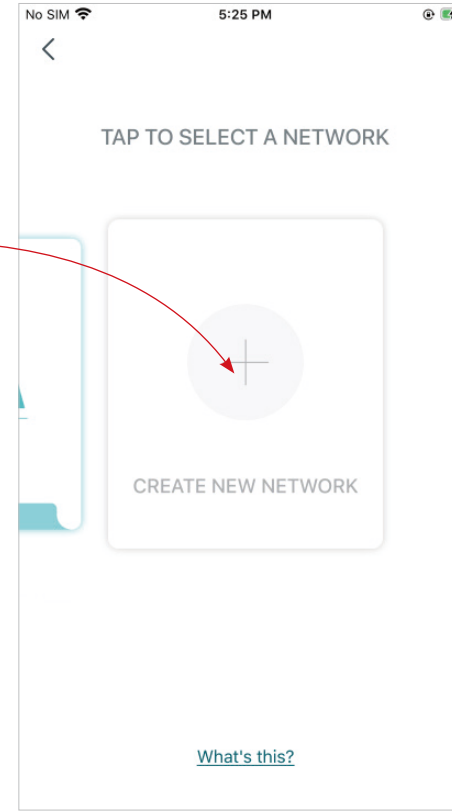 No SIM 5:25 PM
TAP TO SELECT A NETWORK
CREATE NEW NETWORK
What's this?